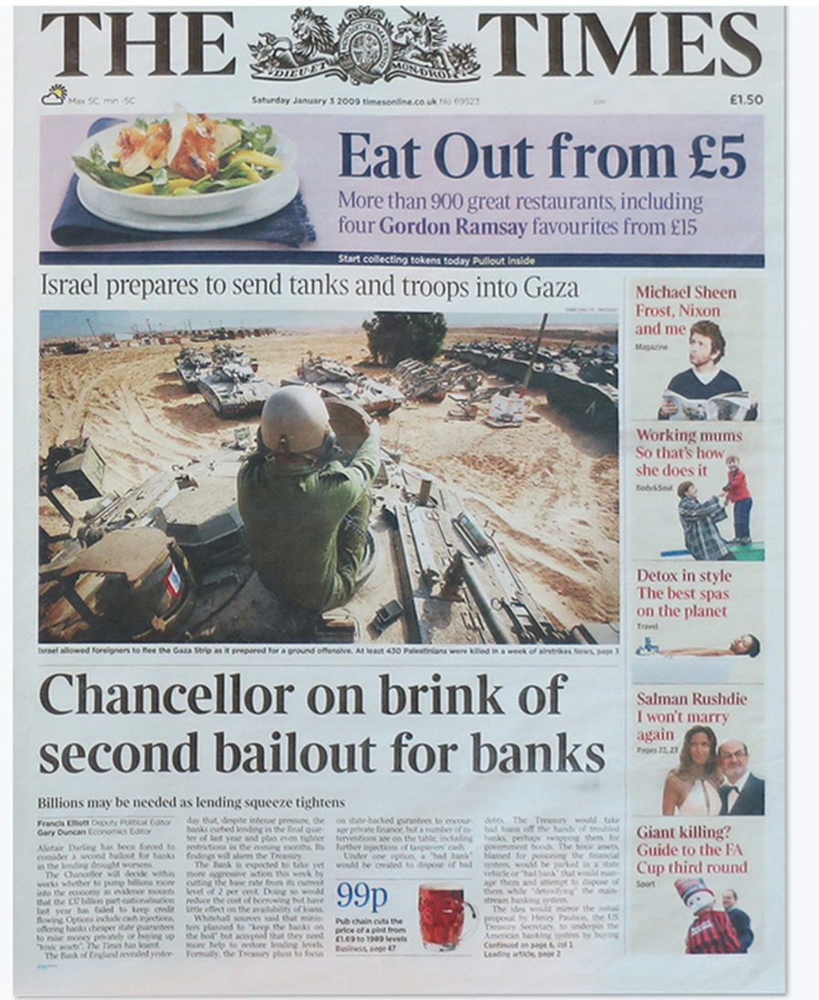 THE TIMES
DIEU ET MON DROIT
Max 5C, min -5C
Saturday January 3 2009 timesonline.co.uk No 69523
£1.50
Eat Out from £5
More than 900 great restaurants, including
four Gordon Ramsay favourites from £15
Start collecting tokens today Pullout inside
Israel prepares to send tanks and troops into Gaza
Israel allowed foreigners to flee the Gaza Strip as it prepared for a ground offensive. At least 430 Palestinians were killed in a week of airstrikes News, page 3
Chancellor on brink of
second bailout for banks
Billions may be needed as lending squeeze tightens
Francis Elliott Deputy Political Editor
Gary Duncan Economics Editor
Alistair Darling has been forced to
consider a second bailout for banks
as the lending drought worsens.
The Chancellor will decide within
weeks whether to pump billions more
into the economy as evidence mounts
that the £37 billion part-nationalisation
last year has failed to keep credit
flowing. Options include cash injections,
offering banks cheaper state guarantees
to raise money privately or buying up
"toxic assets", The Times has learnt.
The Bank of England revealed yester-
day that, despite intense pressure, the
banks curbed lending in the final quar-
ter of last year and plan even tighter
restrictions in the coming months. Its
findings will alarm the Treasury.
The Bank is expected to take yet
more aggressive action this week by
cutting the base rate from its current
level of 2 per cent. Doing so would
reduce the cost of borrowing but have
little effect on the availability of loans.
Whitehall sources said that minis-
ters planned to "keep the banks on
the boil" but accepted that they need
more help to restore lending levels.
Formally, the Treasury plans to focus
on state-backed gurantees to encour-
age private finance, but a number of in-
terventions are on the table, including
further injections of taxpayers' cash.
Under one option, a "bad bank"
would be created to dispose of bad
99p
Pub chain cuts the
price of a pint from
£1.69 to 1989 levels
Business, page 47
debts. The Treasury would take
bad loans off the hands of troubled
banks, perhaps swapping them for
government bonds. The toxic assets,
blamed for poisoning the financial
system, would be parked in a state
vehicle or "bad bank" that would man-
age them and attempt to dispose of
them while "detoxifying" the main-
stream banking system.
The idea would mirror the initial
proposal by Henry Paulson, the US
Treasury Secretary, to underpin the
American banking system by buying
Continued on page 6, col 1
Leading article, page 2
Michael Sheen
Frost, Nixon
and me
Magazine
Working mums
So that's how
she does it
Body&Soul
Detox in style
The best spas
on the planet
Travel
Salman Rushdie
I won't marry
again
Pages 22, 23
Giant killing?
Guide to the FA
Cup third round
Sport